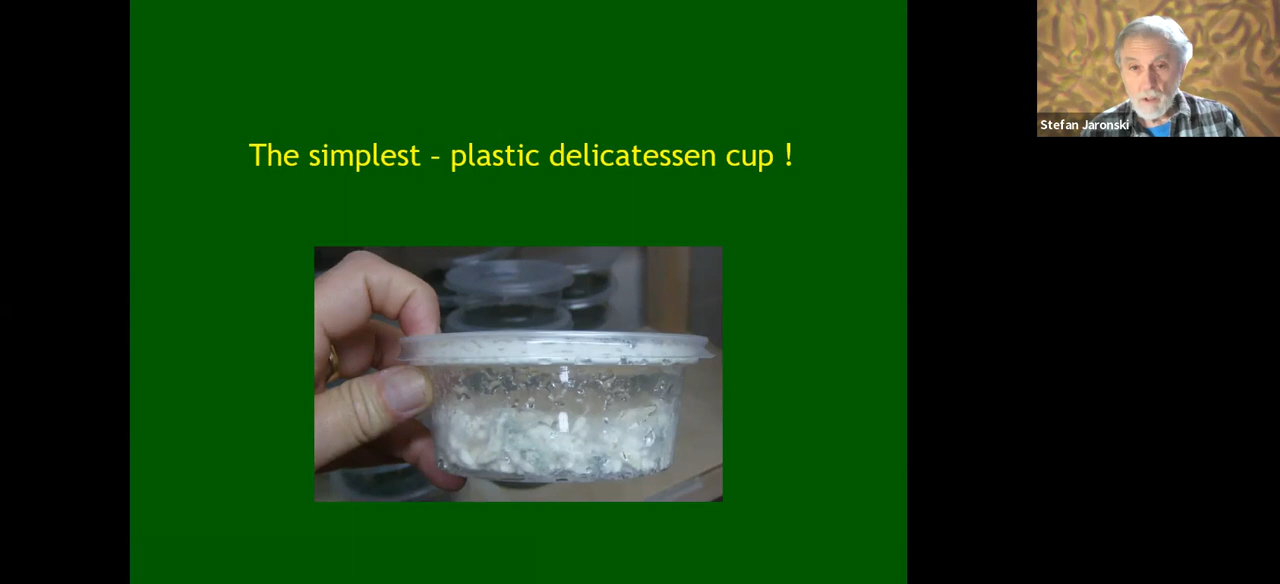 The simplest – plastic delicatessen cup !
Stefan Jaronski